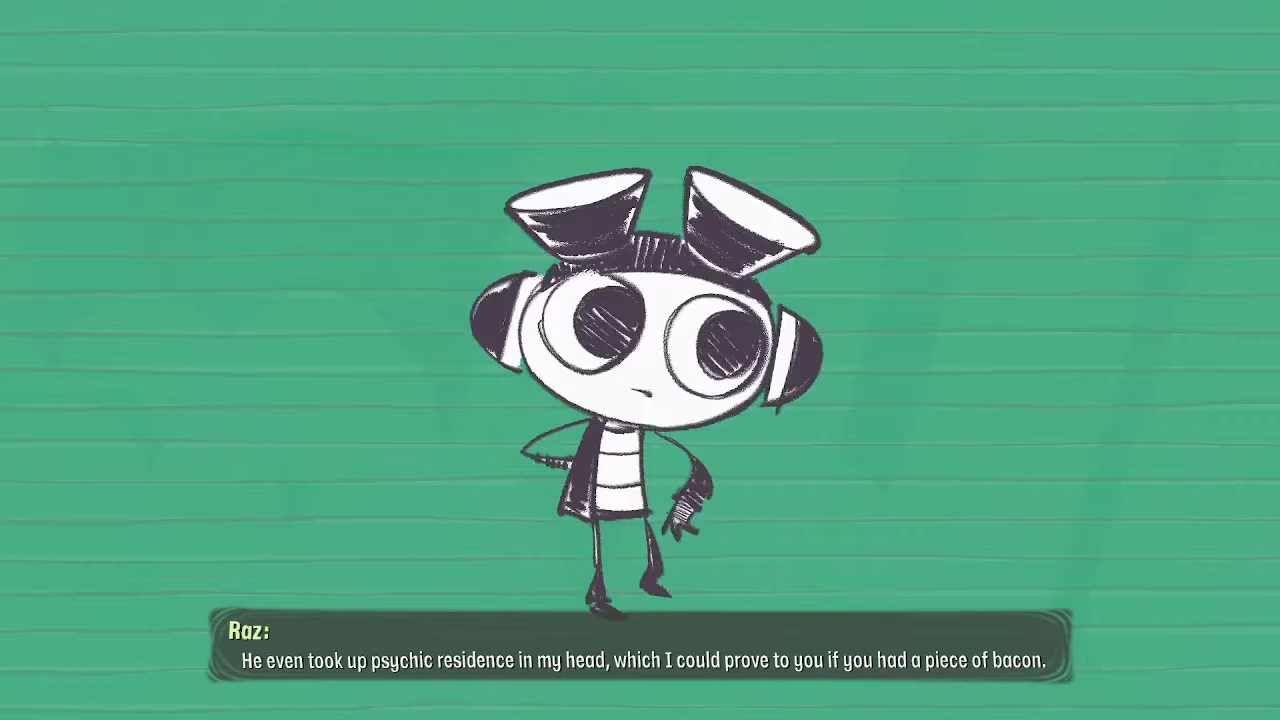 Raz:
He even took up psychic residence in my head, which I could prove to you if you had a piece of bacon.